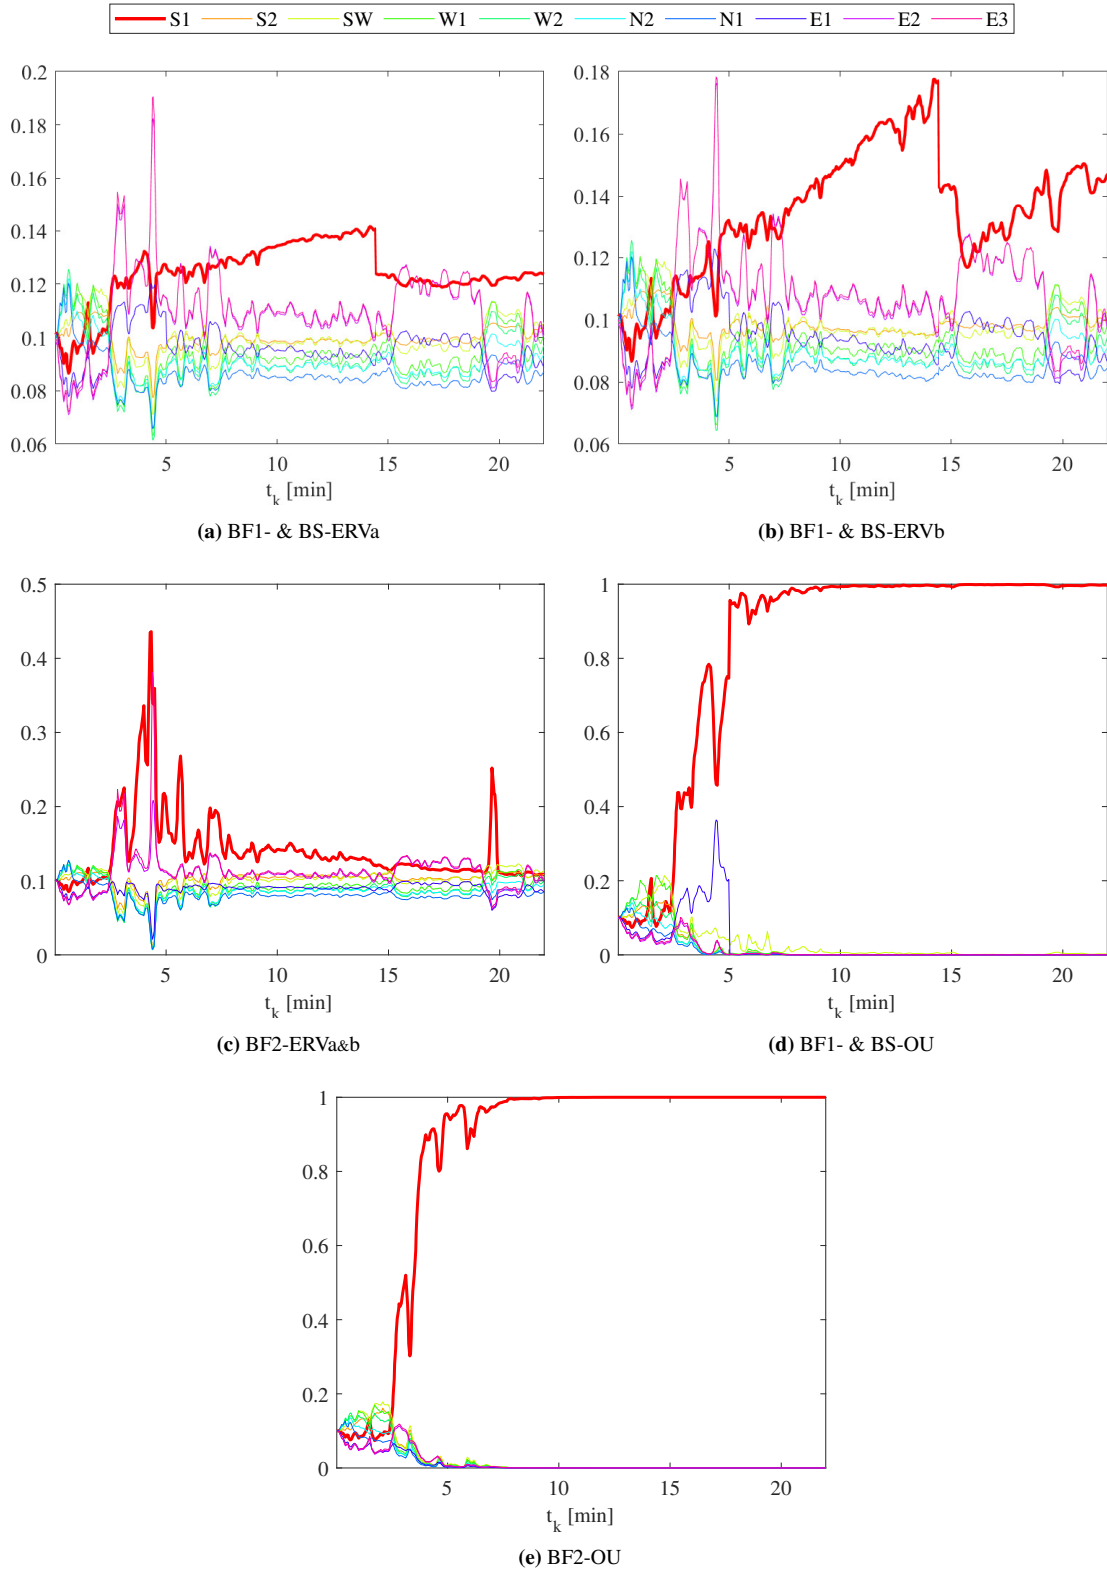 S1 S2 SW W1 W2 N2 N1 E1 E2 E3
0.2
0.18
0.16
0.14
0.12
0.1
0.08
0.06
5 10 15 20
t_k [min]
(a) BF1- & BS-ERVa
0.18
0.16
0.14
0.12
0.1
0.08
0.06
5 10 15 20
t_k [min]
(b) BF1- & BS-ERVb
0.5
0.4
0.3
0.2
0.1
0
5 10 15 20
t_k [min]
(c) BF2-ERVa&b
1
0.8
0.6
0.4
0.2
0
5 10 15 20
t_k [min]
(d) BF1- & BS-OU
1
0.8
0.6
0.4
0.2
0
5 10 15 20
t_k [min]
(e) BF2-OU